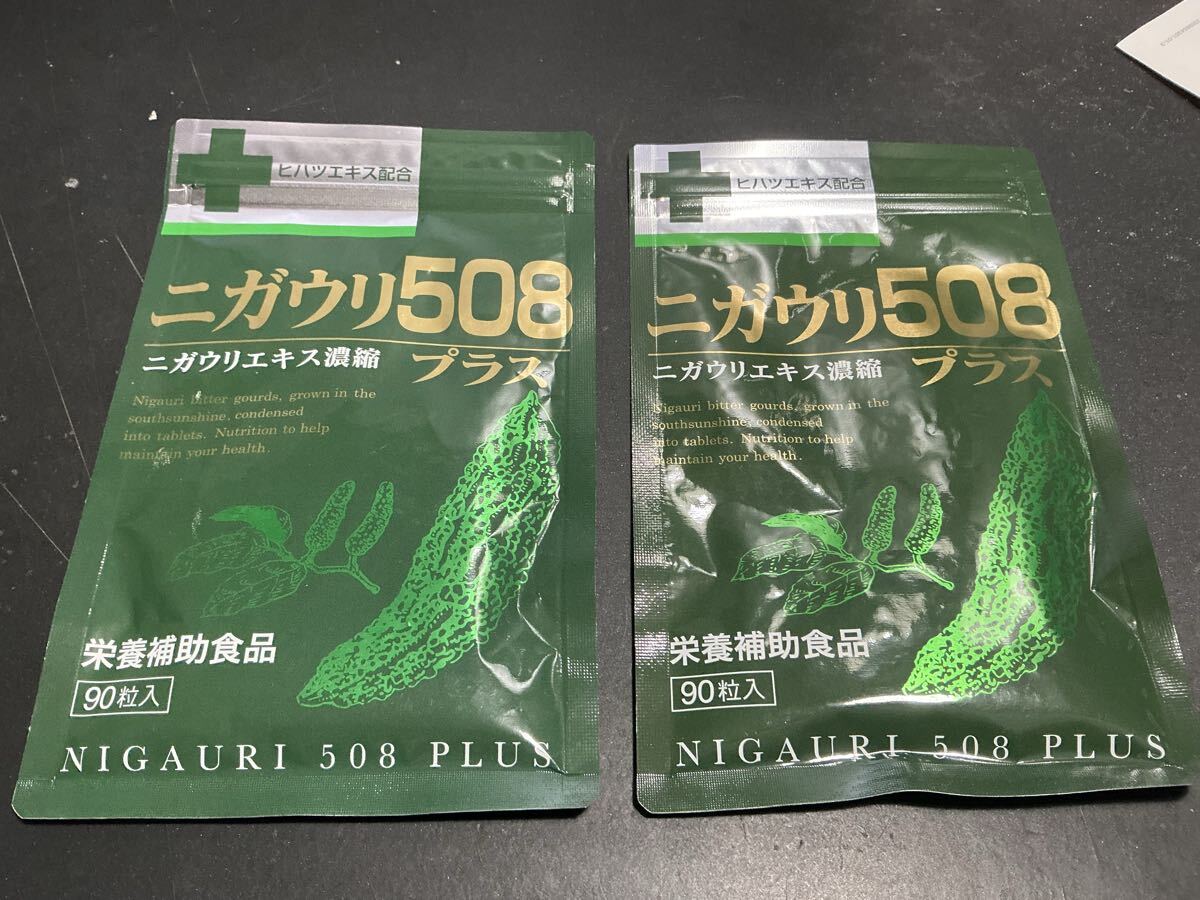 ヒハツエキス配合
ニガウリ508
ニガウリエキス濃縮 プラス
Nigauri bitter gourds, grown in the
southsunshine, condensed
into tablets. Nutrition to help
maintain your health.
栄養補助食品
90粒入
NIGAURI 508 PLUS
ヒハツエキス配合
ニガウリ508
ニガウリエキス濃縮 プラス
Nigauri bitter gourds, grown in the
southsunshine, condensed
into tablets. Nutrition to help
maintain your health.
栄養補助食品
90粒入
NIGAURI 508 PLUS